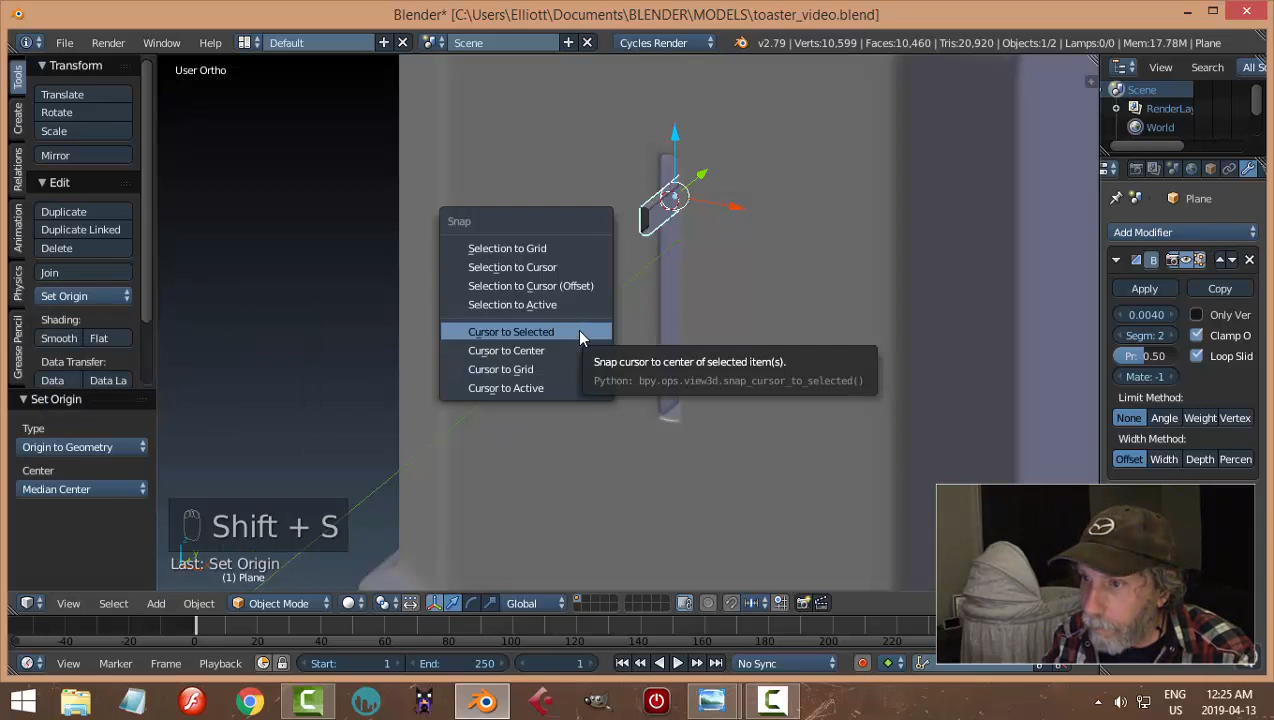 Blender* [C:\Users\Elliott\Documents\BLENDER\MODELS\toaster_video.blend]
File Render Window Help Default Scene Cycles Render v2.79 | Verts:10,599 | Faces:10,460 | Tris:20,920 | Objects:1/2 | Lamps:0/0 | Mem:17.78M | Plane
Tools
Create
Relations
Animation
Physics
Grease Pencil
Transform
Translate
Rotate
Scale
Mirror
Edit
Duplicate
Duplicate Linked
Delete
Join
Set Origin
Shading:
Smooth Flat
Data Data
Set Origin
Type
Origin to Geometry
Center
Median Center
User Ortho
Snap
Selection to Grid
Selection to Cursor
Selection to Cursor (Offset)
Selection to Active
Cursor to Selected
Cursor to Center
Cursor to Grid
Cursor to Active
Snap cursor to center of selected item(s).
Python: bpy.ops.view3d.snap_cursor_to_selected()
Shift + S
Last: Set Origin
(1) Plane
View Search All S
Scene
RenderLay
World
Plane
Add Modifier
B
Apply Copy
0.0040 Only Ver
Segm: 2 Clamp O
Pr: 0.50 Loop Slid
Mate: -1
Limit Method:
None Angle Weight Vertex
Width Method:
Offset Width Depth Percen
View Select Add Object Object Mode Global
-40 -20 0 20 40 60 80 100 120 140 160 180 200 220
View Marker Frame Playback Start: 1 End: 250 1 No Sync
ENG 12:25 AM
US 2019-04-13